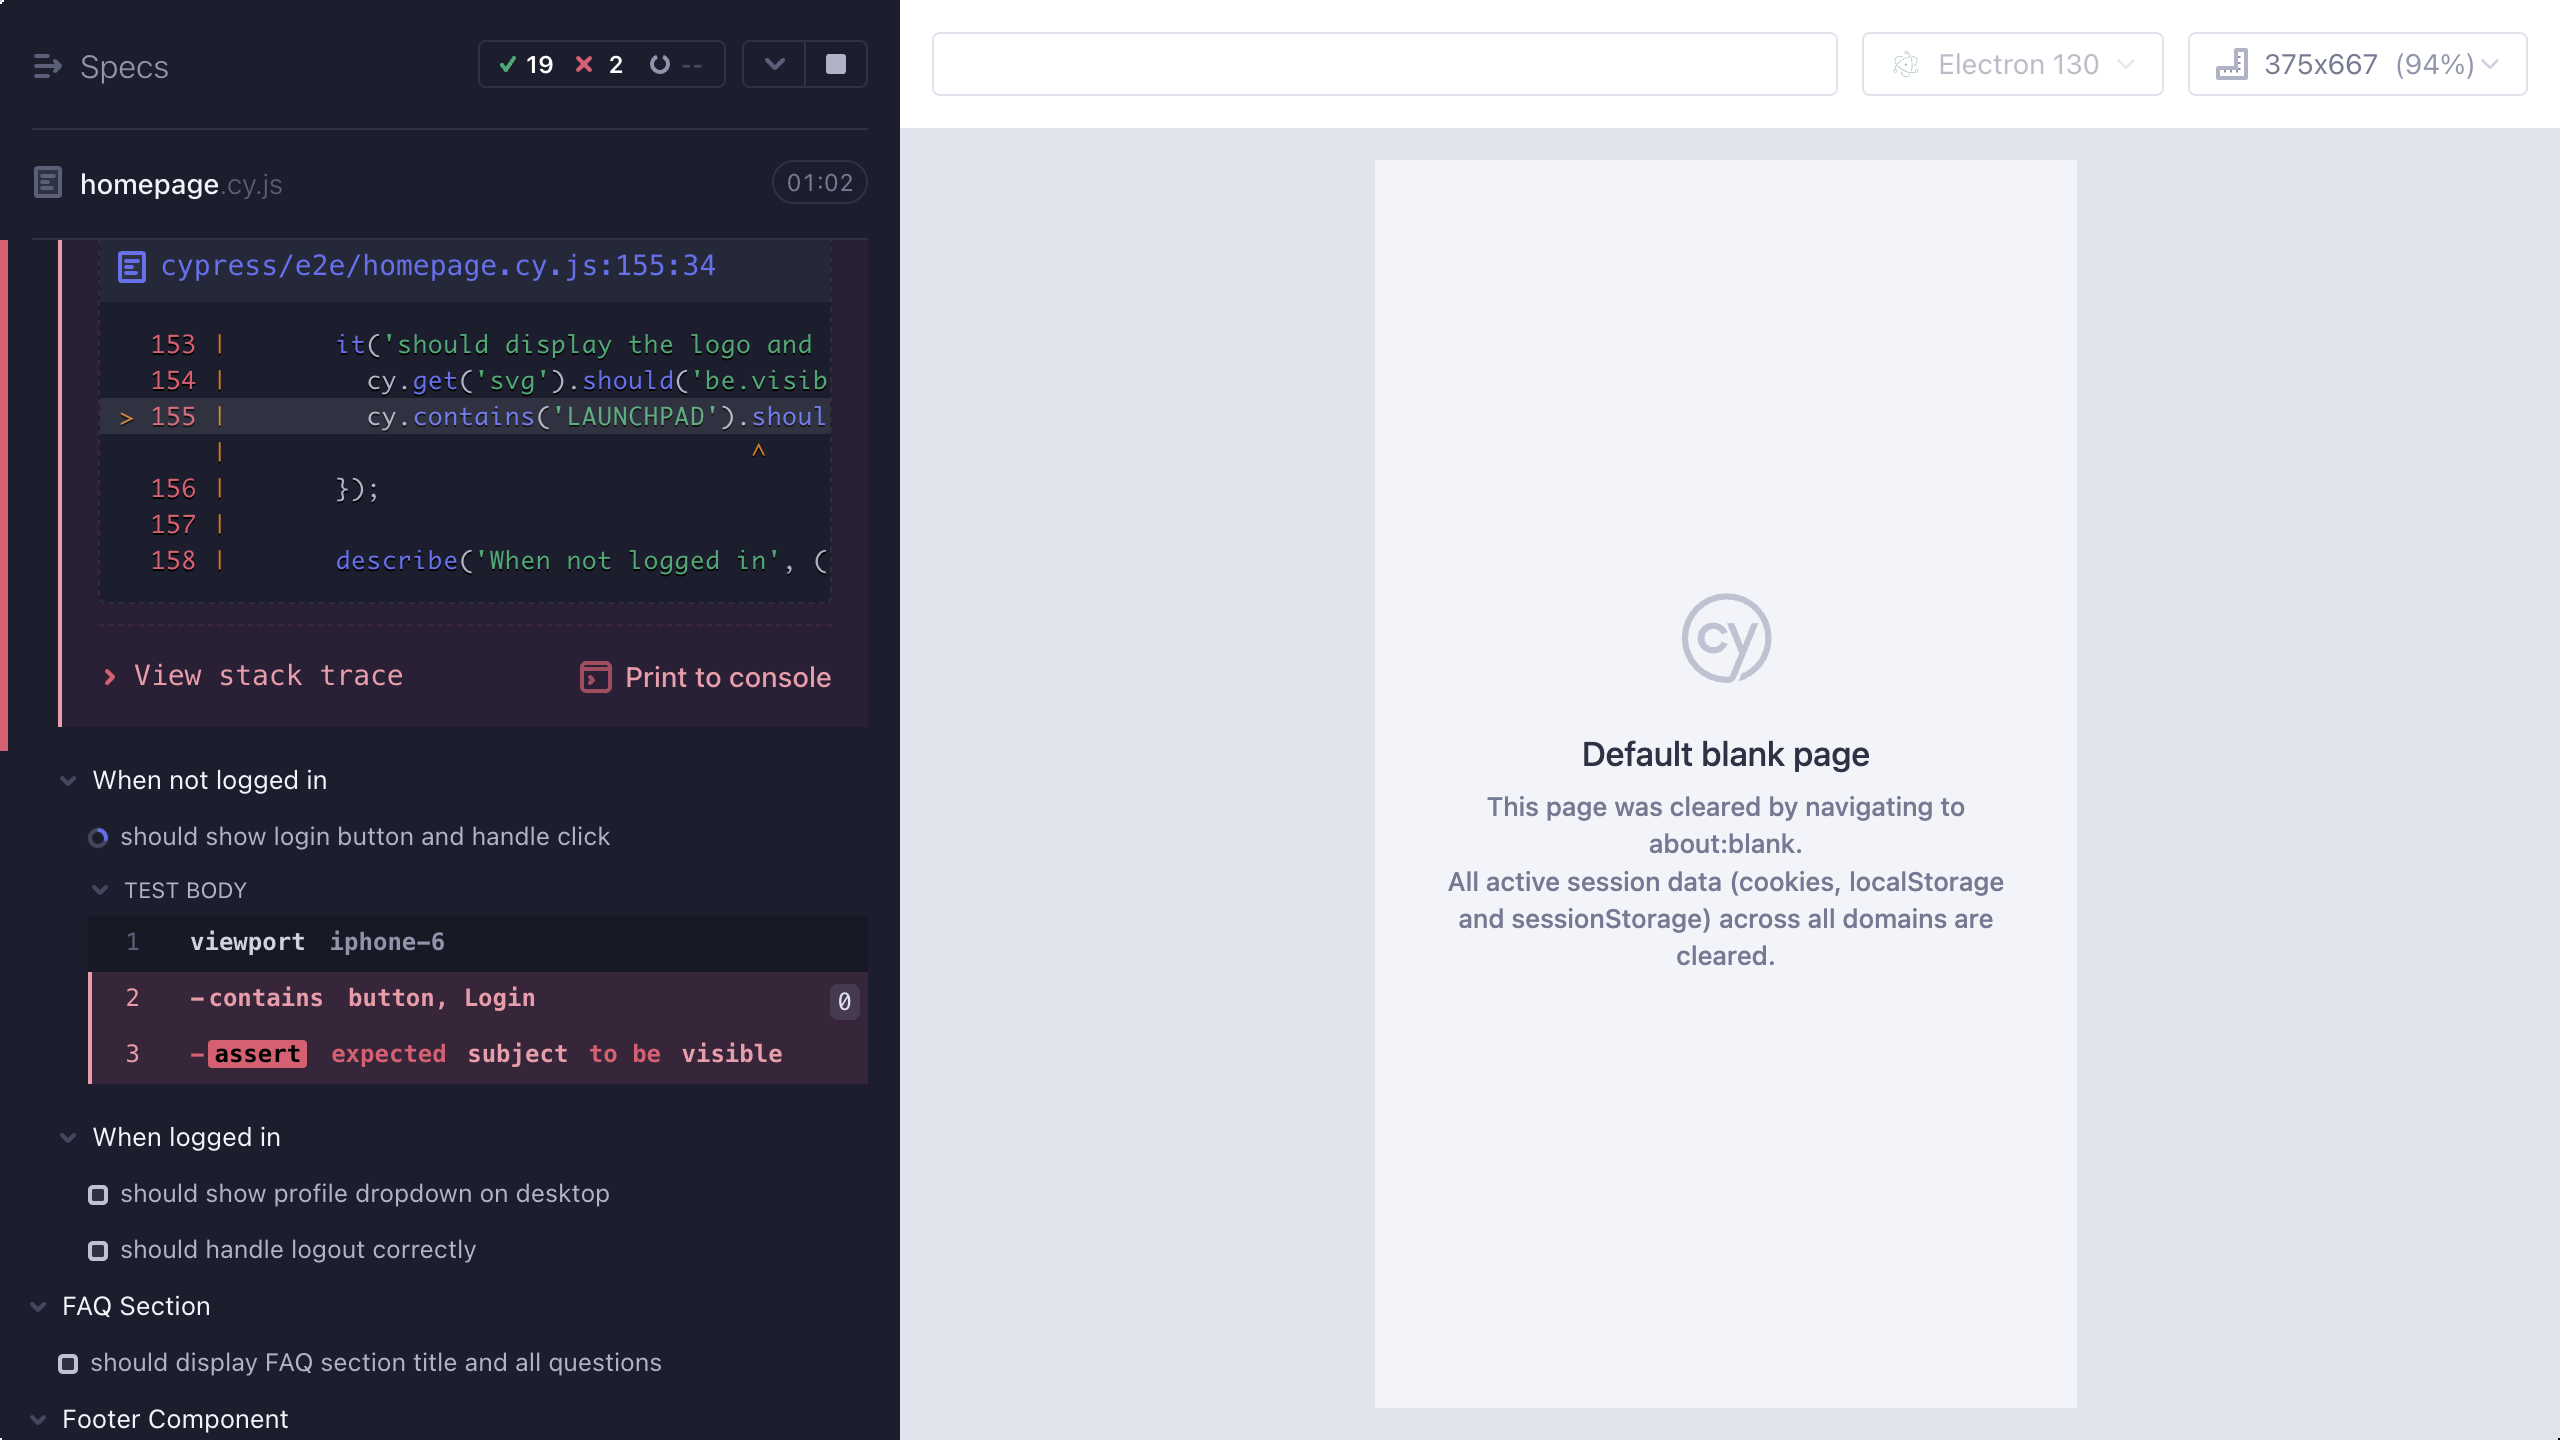 Specs
19 2 --
homepage.cy.js
01:02
cypress/e2e/homepage.cy.js:155:34
153 | it('should display the logo and
154 | cy.get('svg').should('be.visib
> 155 | cy.contains('LAUNCHPAD').shoul
| ^
156 | });
157 |
158 | describe('When not logged in', (
View stack trace
Print to console
When not logged in
should show login button and handle click
TEST BODY
1 viewport iphone-6
2 -contains button, Login 0
3 -assert expected subject to be visible
When logged in
should show profile dropdown on desktop
should handle logout correctly
FAQ Section
should display FAQ section title and all questions
Footer Component
Electron 130
375x667 (94%)
cy
Default blank page
This page was cleared by navigating to
about:blank.
All active session data (cookies, localStorage
and sessionStorage) across all domains are
cleared.